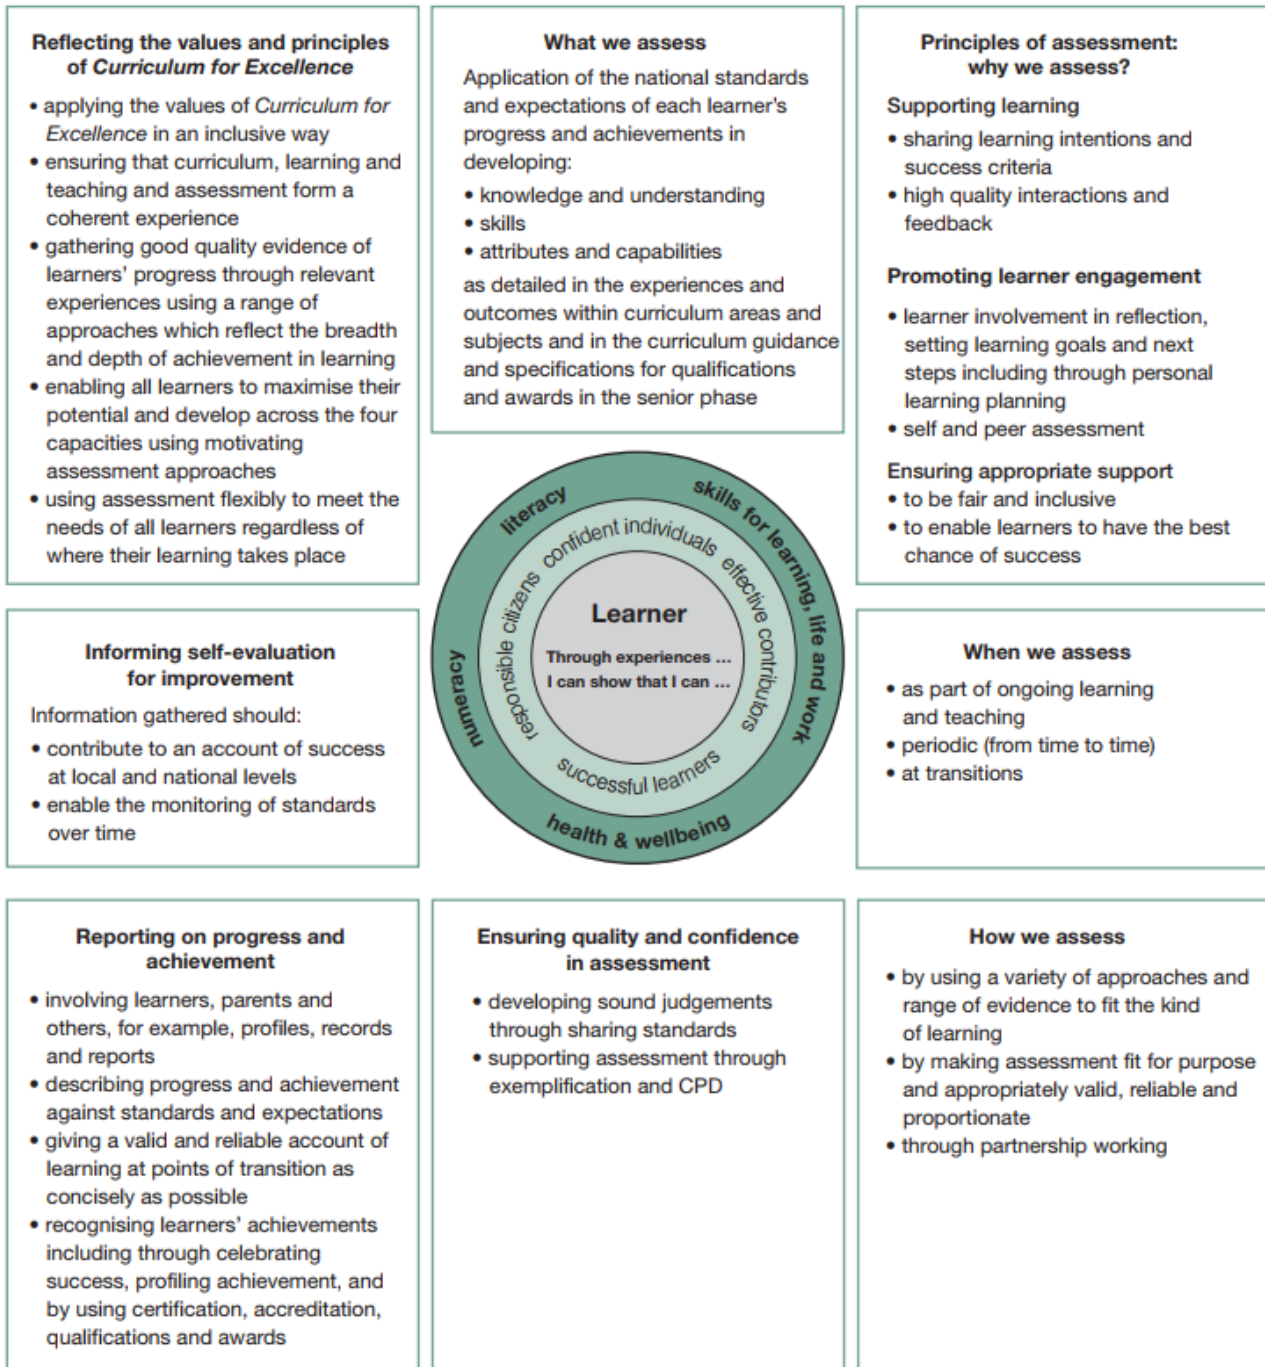 Reflecting the values and principles
of Curriculum for Excellence
• applying the values of Curriculum for
Excellence in an inclusive way
• ensuring that curriculum, learning and
teaching and assessment form a
coherent experience
• gathering good quality evidence of
learners' progress through relevant
experiences using a range of
approaches which reflect the breadth
and depth of achievement in learning
• enabling all learners to maximise their
potential and develop across the four
capacities using motivating
assessment approaches
• using assessment flexibly to meet the
needs of all learners regardless of
where their learning takes place
What we assess
Application of the national standards
and expectations of each learner's
progress and achievements in
developing:
• knowledge and understanding
• skills
• attributes and capabilities
as detailed in the experiences and
outcomes within curriculum areas and
subjects and in the curriculum guidance
and specifications for qualifications
and awards in the senior phase
Principles of assessment:
why we assess?
Supporting learning
• sharing learning intentions and
success criteria
• high quality interactions and
feedback
Promoting learner engagement
• learner involvement in reflection,
setting learning goals and next
steps including through personal
learning planning
• self and peer assessment
Ensuring appropriate support
• to be fair and inclusive
• to enable learners to have the best
chance of success
literacy
skills for learning, life and work
numeracy
health & wellbeing
confident individuals
effective contributors
responsible citizens
successful learners
Learner
Through experiences ...
I can show that I can ...
Informing self-evaluation
for improvement
Information gathered should:
• contribute to an account of success
at local and national levels
• enable the monitoring of standards
over time
When we assess
• as part of ongoing learning
and teaching
• periodic (from time to time)
• at transitions
Reporting on progress and
achievement
• involving learners, parents and
others, for example, profiles, records
and reports
• describing progress and achievement
against standards and expectations
• giving a valid and reliable account of
learning at points of transition as
concisely as possible
• recognising learners' achievements
including through celebrating
success, profiling achievement, and
by using certification, accreditation,
qualifications and awards
Ensuring quality and confidence
in assessment
• developing sound judgements
through sharing standards
• supporting assessment through
exemplification and CPD
How we assess
• by using a variety of approaches and
range of evidence to fit the kind
of learning
• by making assessment fit for purpose
and appropriately valid, reliable and
proportionate
• through partnership working